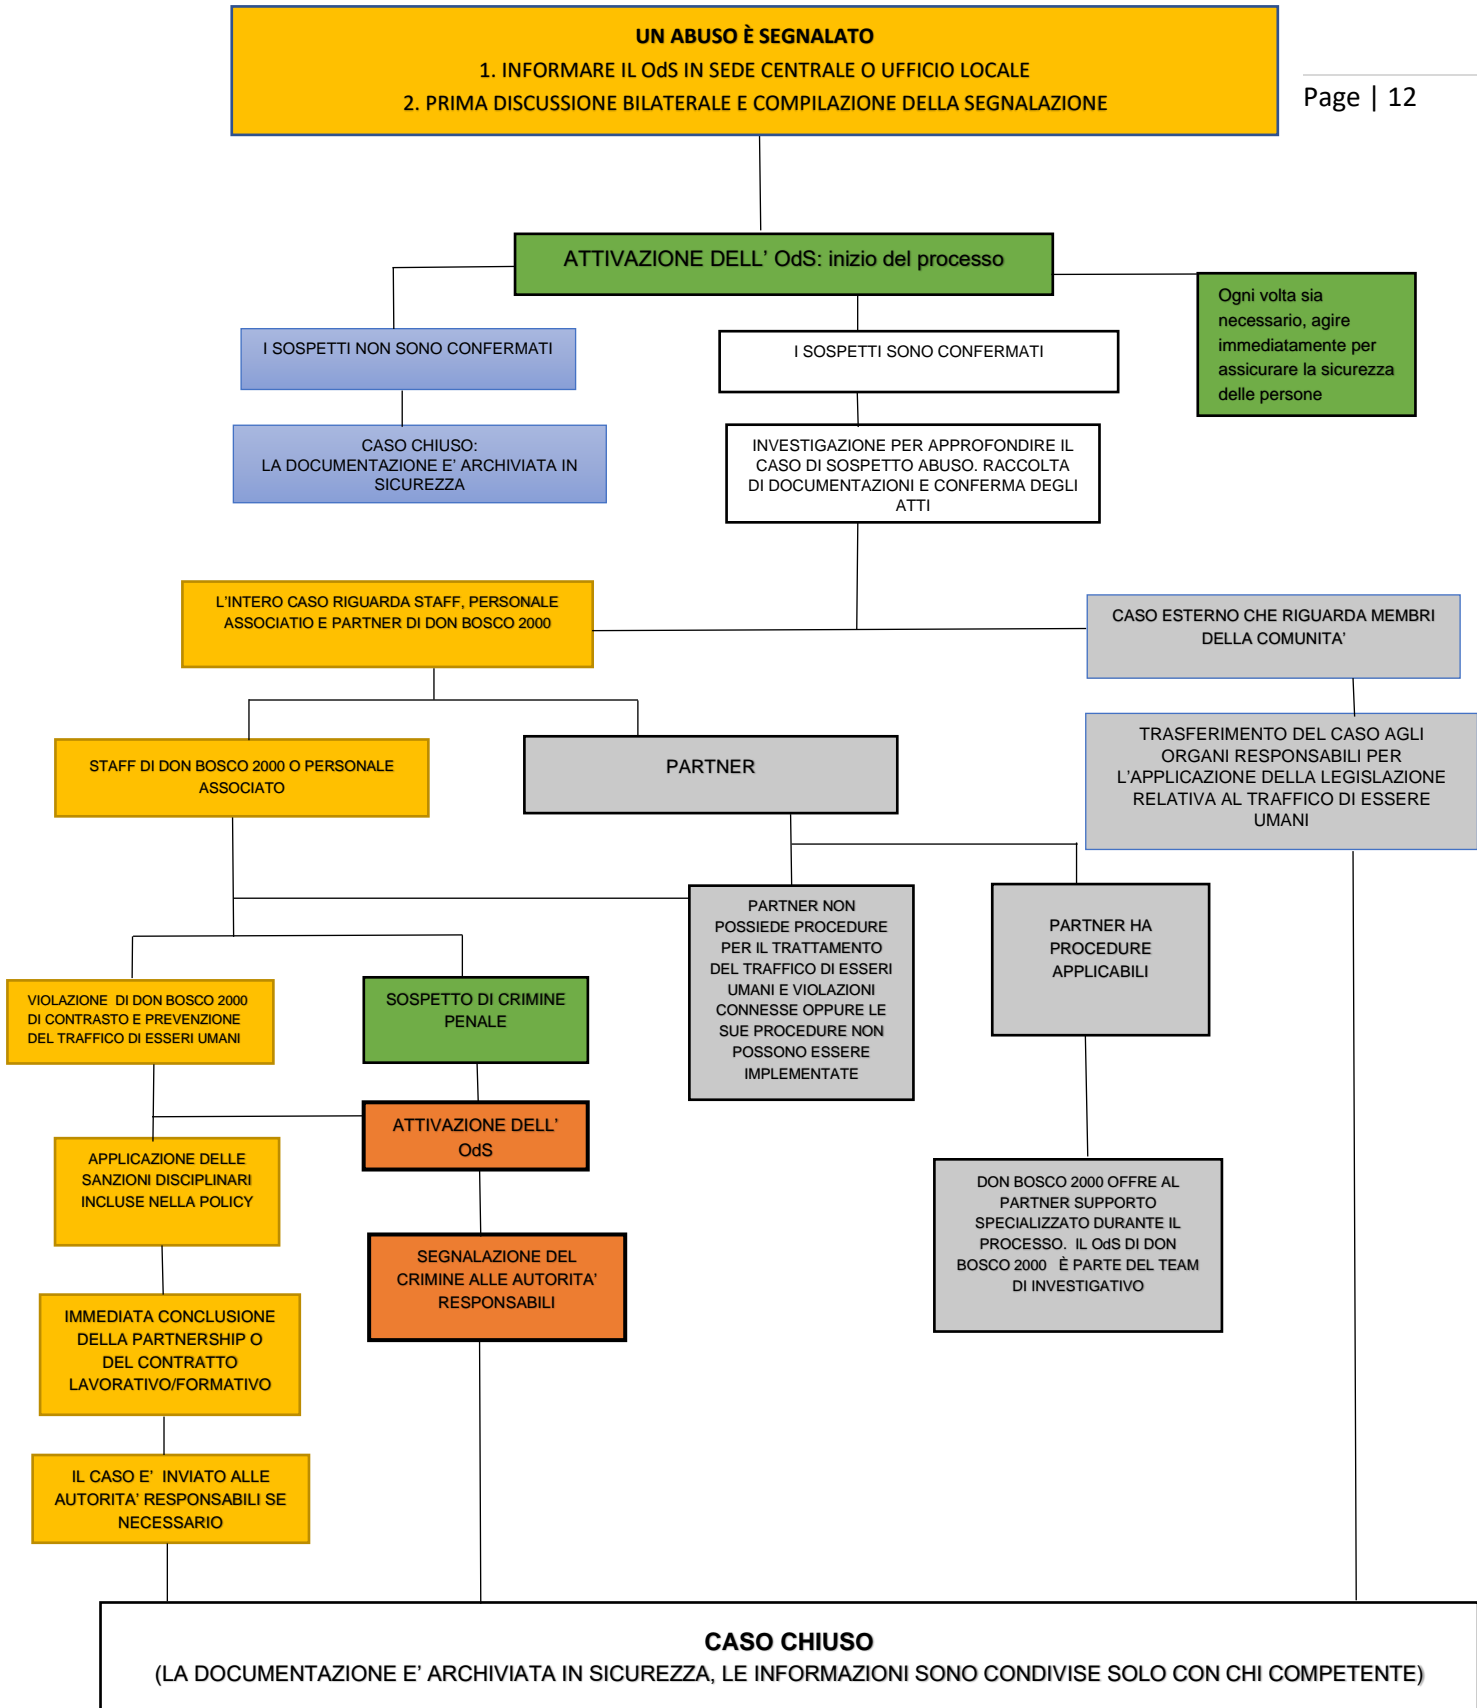 UN ABUSO È SEGNALATO
1. INFORMARE IL OdS IN SEDE CENTRALE O UFFICIO LOCALE
2. PRIMA DISCUSSIONE BILATERALE E COMPILAZIONE DELLA SEGNALAZIONE
Page | 12
ATTIVAZIONE DELL' OdS: inizio del processo
Ogni volta sia
necessario, agire
immediatamente per
assicurare la sicurezza
delle persone
I SOSPETTI NON SONO CONFERMATI
I SOSPETTI SONO CONFERMATI
CASO CHIUSO:
LA DOCUMENTAZIONE E' ARCHIVIATA IN
SICUREZZA
INVESTIGAZIONE PER APPROFONDIRE IL
CASO DI SOSPETTO ABUSO. RACCOLTA
DI DOCUMENTAZIONI E CONFERMA DEGLI
ATTI
L'INTERO CASO RIGUARDA STAFF, PERSONALE
ASSOCIATIO E PARTNER DI DON BOSCO 2000
CASO ESTERNO CHE RIGUARDA MEMBRI
DELLA COMUNITA'
STAFF DI DON BOSCO 2000 O PERSONALE
ASSOCIATO
PARTNER
TRASFERIMENTO DEL CASO AGLI
ORGANI RESPONSABILI PER
L'APPLICAZIONE DELLA LEGISLAZIONE
RELATIVA AL TRAFFICO DI ESSERE
UMANI
PARTNER NON
POSSIEDE PROCEDURE
PER IL TRATTAMENTO
DEL TRAFFICO DI ESSERI
UMANI E VIOLAZIONI
CONNESSE OPPURE LE
SUE PROCEDURE NON
POSSONO ESSERE
IMPLEMENTATE
PARTNER HA
PROCEDURE
APPLICABILI
VIOLAZIONE DI DON BOSCO 2000
DI CONTRASTO E PREVENZIONE
DEL TRAFFICO DI ESSERI UMANI
SOSPETTO DI CRIMINE
PENALE
ATTIVAZIONE DELL'
OdS
APPLICAZIONE DELLE
SANZIONI DISCIPLINARI
INCLUSE NELLA POLICY
DON BOSCO 2000 OFFRE AL
PARTNER SUPPORTO
SPECIALIZZATO DURANTE IL
PROCESSO. IL OdS DI DON
BOSCO 2000 È PARTE DEL TEAM
DI INVESTIGATIVO
SEGNALAZIONE DEL
CRIMINE ALLE AUTORITA'
RESPONSABILI
IMMEDIATA CONCLUSIONE
DELLA PARTNERSHIP O
DEL CONTRATTO
LAVORATIVO/FORMATIVO
IL CASO E' INVIATO ALLE
AUTORITA' RESPONSABILI SE
NECESSARIO
CASO CHIUSO
(LA DOCUMENTAZIONE E' ARCHIVIATA IN SICUREZZA, LE INFORMAZIONI SONO CONDIVISE SOLO CON CHI COMPETENTE)